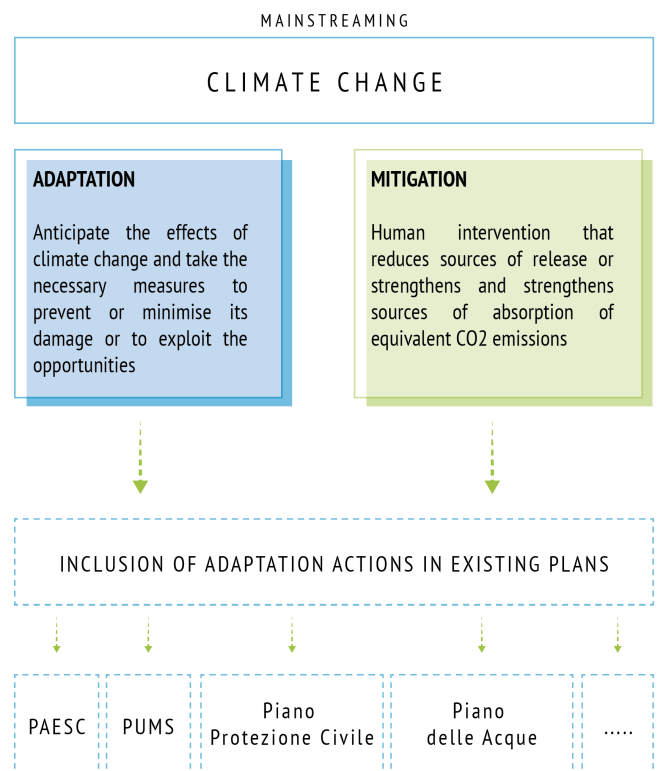 MAINSTREAMING
CLIMATE CHANGE
ADAPTATION
Anticipate the effects of
climate change and take the
necessary measures to
prevent or minimise its
damage or to exploit the
opportunities
MITIGATION
Human intervention that
reduces sources of release or
strengthens and strengthens
sources of absorption of
equivalent CO2 emissions
INCLUSION OF ADAPTATION ACTIONS IN EXISTING PLANS
PAESC
PUMS
Piano
Protezione Civile
Piano
delle Acque
.....